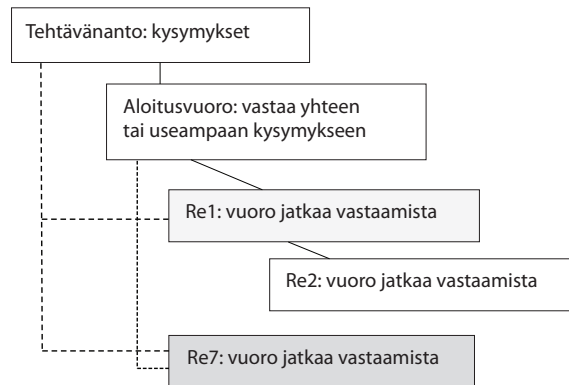 Tehtävänanto: kysymykset
Aloitusvuoro: vastaa yhteen
tai useampaan kysymykseen
Re1: vuoro jatkaa vastaamista
Re2: vuoro jatkaa vastaamista
Re7: vuoro jatkaa vastaamista